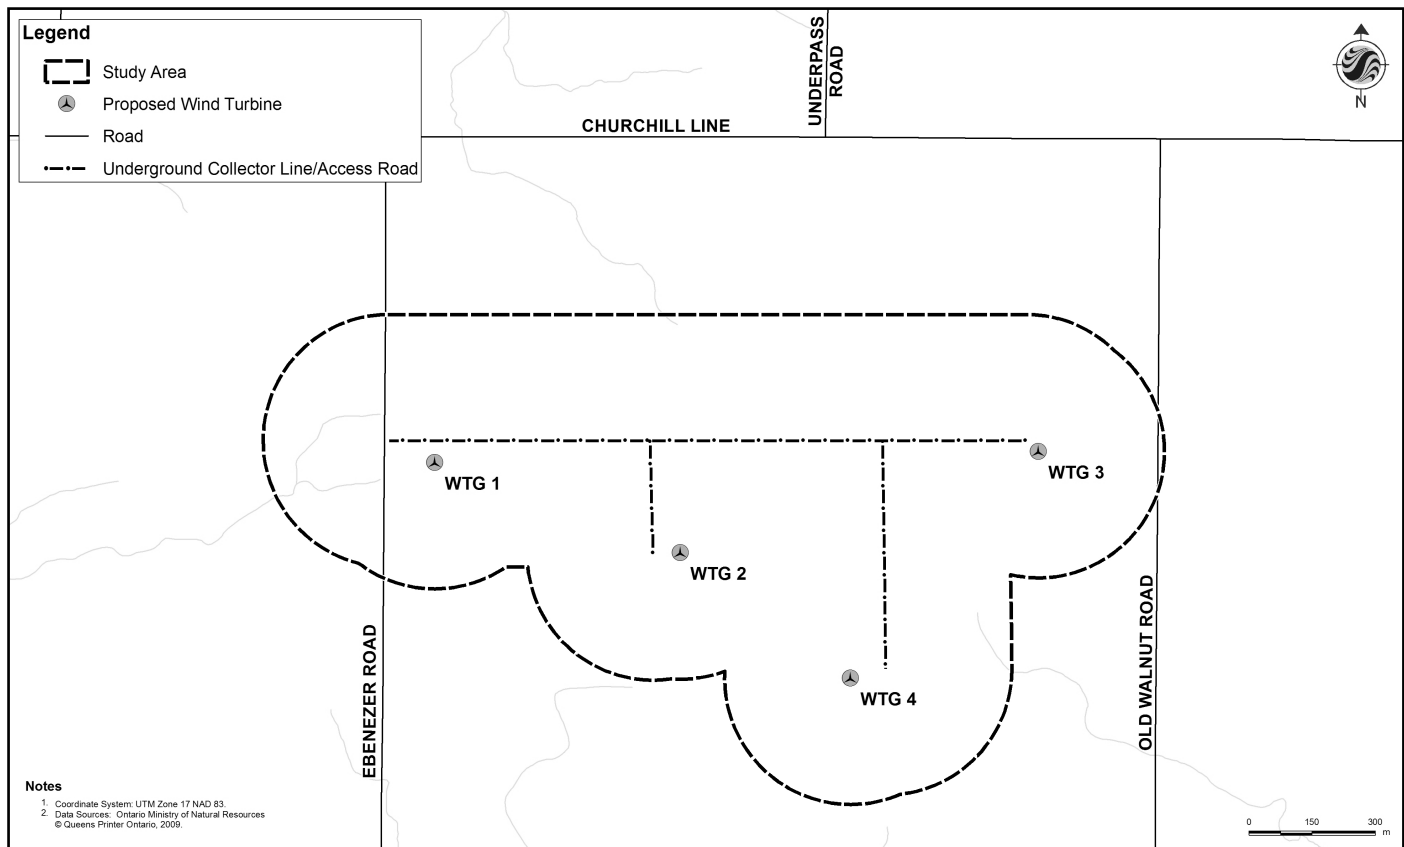 Legend
Study Area
Proposed Wind Turbine
Road
Underground Collector Line/Access Road
UNDERPASS
ROAD
N
CHURCHILL LINE
WTG 1
WTG 3
WTG 2
WTG 4
EBENEZER ROAD
OLD WALNUT ROAD
Notes
1. Coordinate System: UTM Zone 17 NAD 83.
2. Data Sources: Ontario Ministry of Natural Resources
© Queens Printer Ontario, 2009.
0 150 300
m